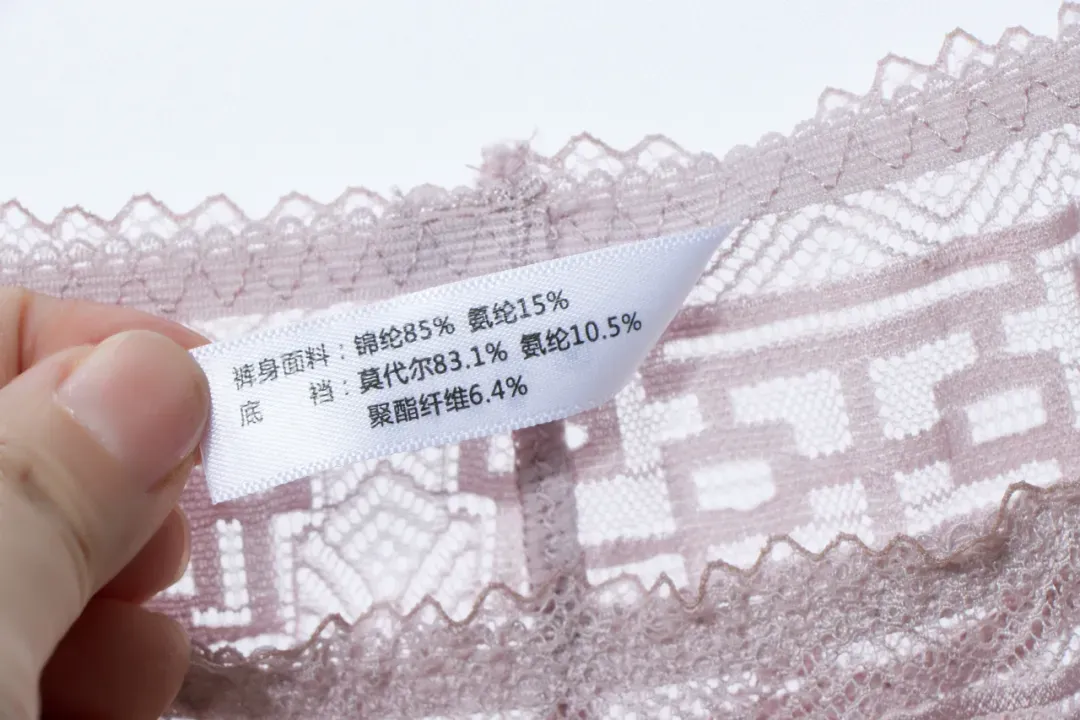 裤身面料：锦纶85% 氨纶15%
底 裆：莫代尔83.1% 氨纶10.5%
聚酯纤维6.4%